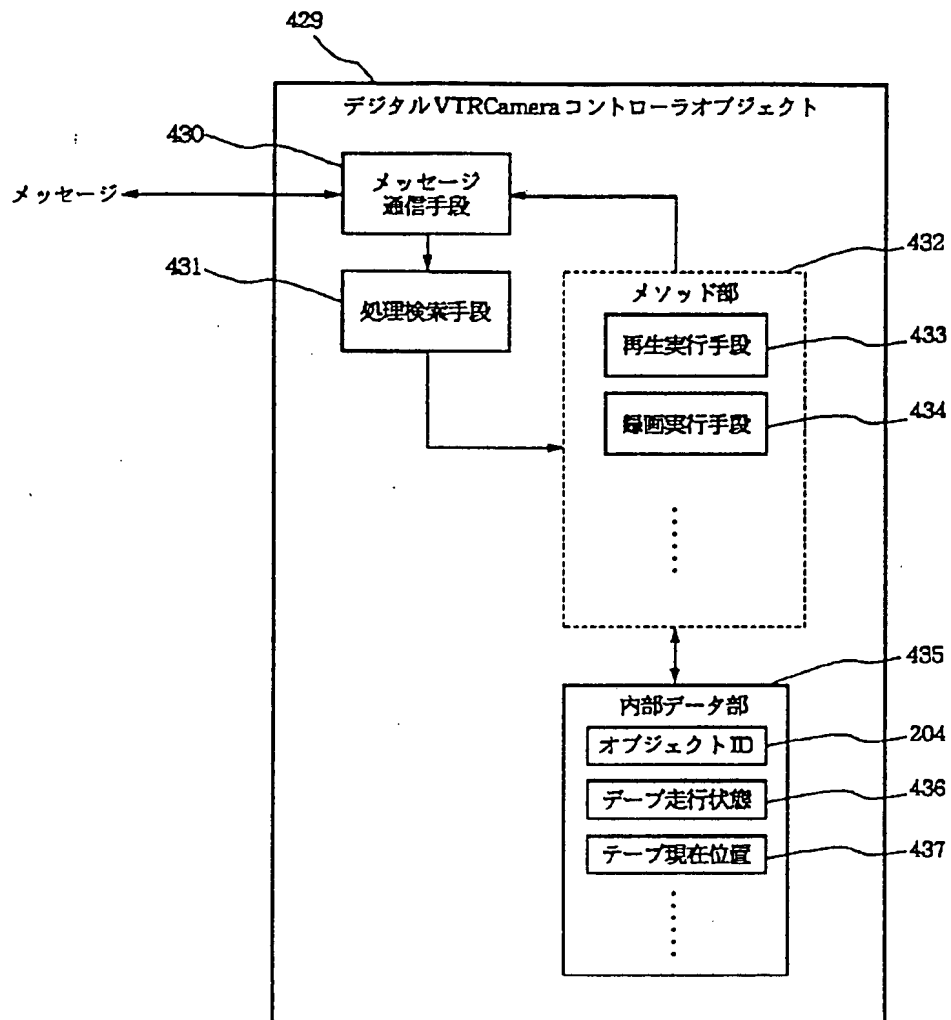 429
デジタルVTRCameraコントローラオブジェクト
430
メッセージ
メッセージ
通信手段
432
431
処理検索手段
メソッド部
再生実行手段
433
録画実行手段
434
435
内部データ部
オブジェクトID
204
テープ走行状態
436
テープ現在位置
437